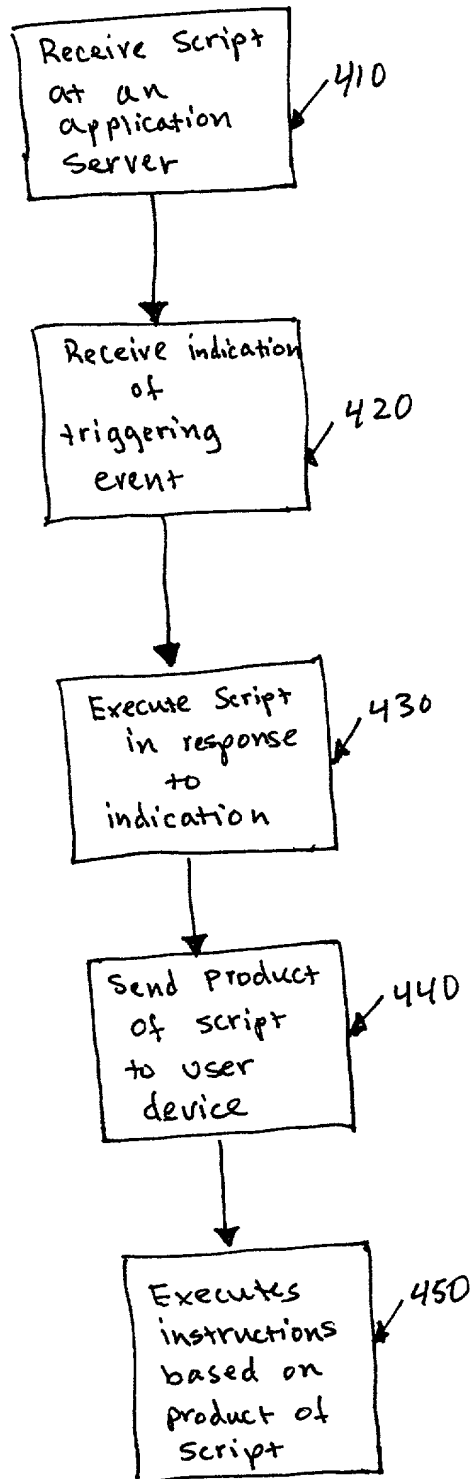 Receive Script
at an
application
server
410
Receive indication
of
triggering
event
420
Execute Script
in response
to
indication
430
Send Product
of script
to user
device
440
Executes
instructions
based on
product of
script
450